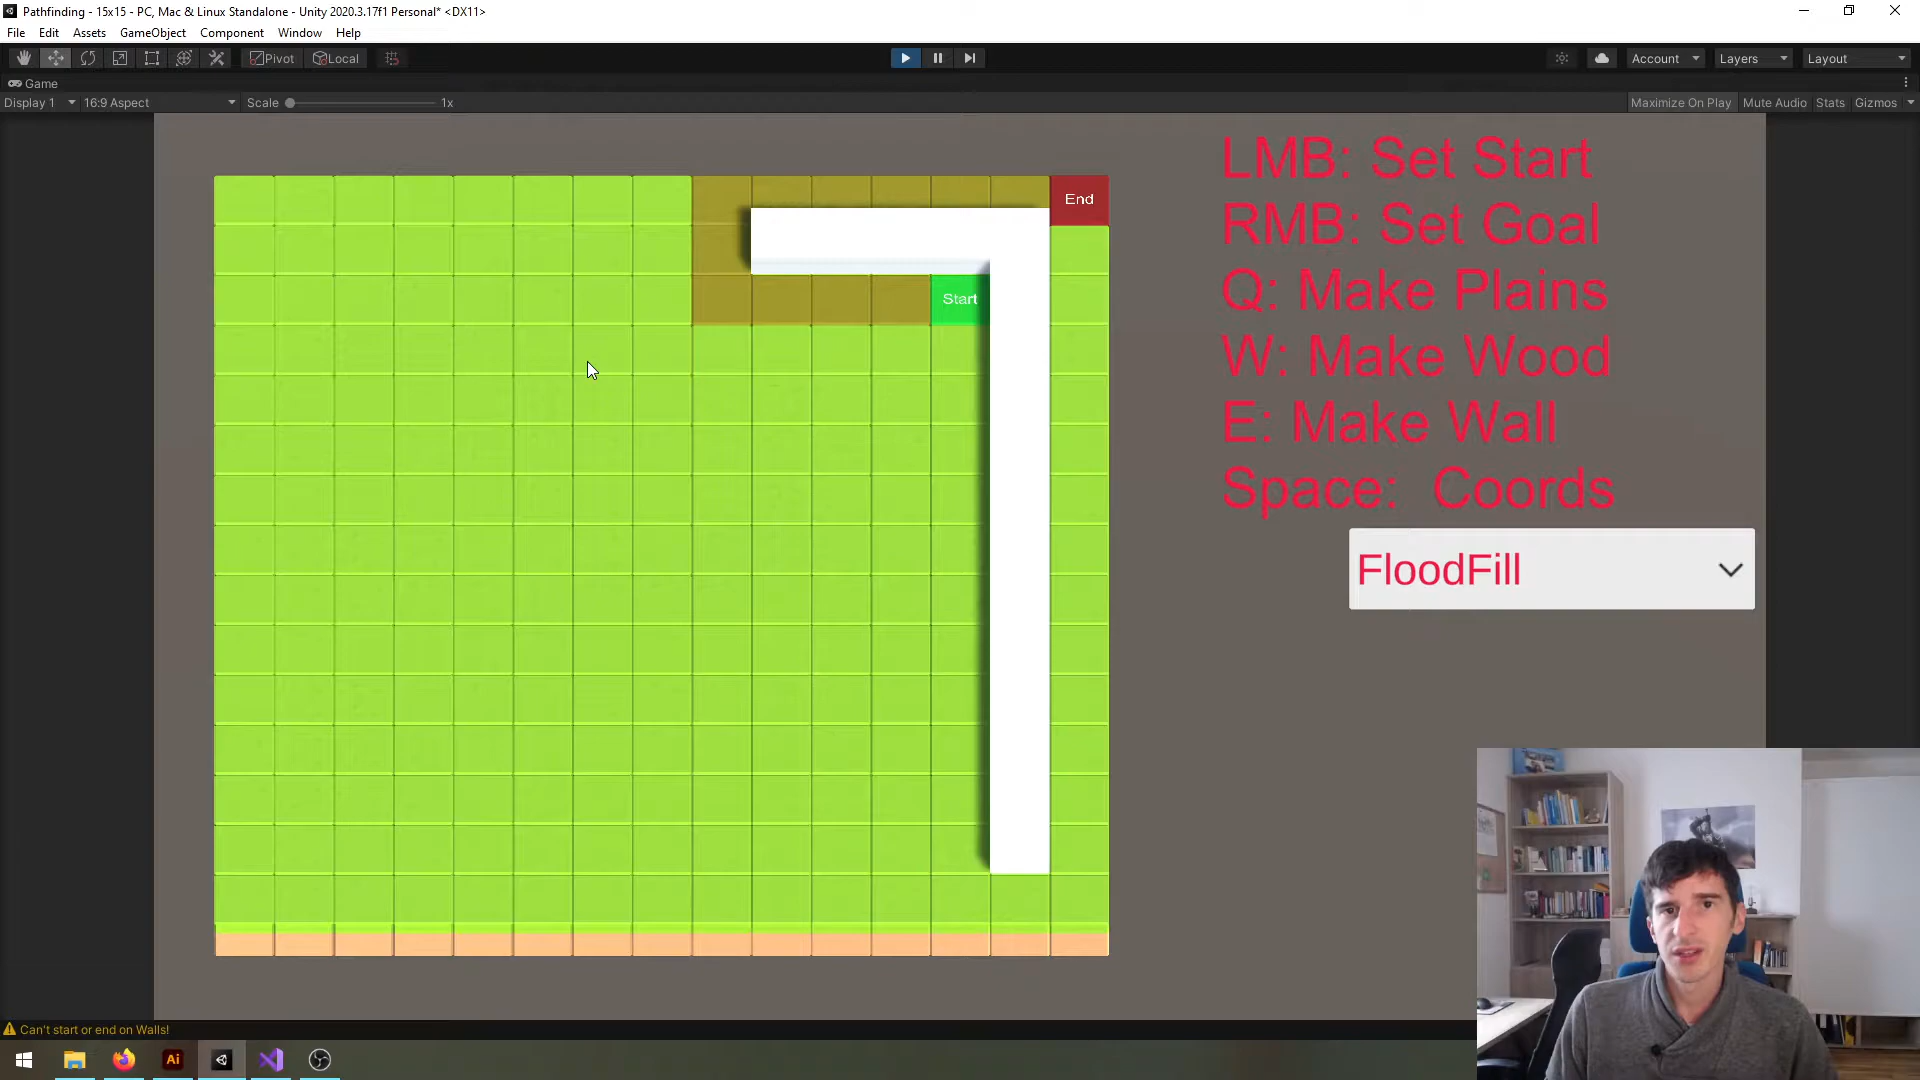 Pathfinding - 15x15 - PC, Mac & Linux Standalone - Unity 2020.3.17f1 Personal* <DX11>
File Edit Assets GameObject Component Window Help
Pivot Local Account Layers Layout
Game
Display 1 16:9 Aspect Scale 1x Maximize On Play Mute Audio Stats Gizmos
LMB: Set Start
RMB: Set Goal
Q: Make Plains
W: Make Wood
E: Make Wall
Space: Coords
FloodFill
End
Start
Can't start or end on Walls!
Ai